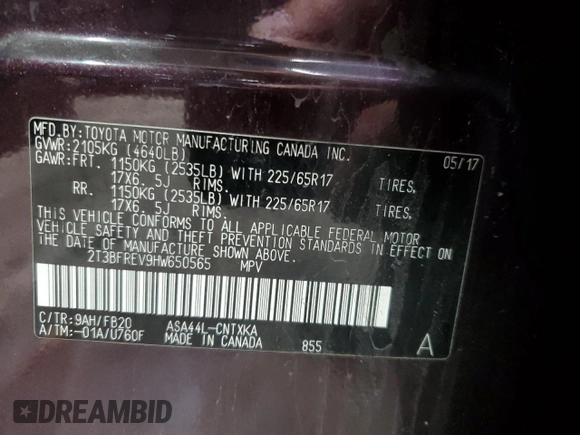 MFD.BY:TOYOTA MOTOR MANUFACTURING CANADA INC.
GVWR:2105KG (4640LB) 05/17
GAWR:FRT. 1150KG (2535LB) WITH 225/65R17 TIRES.
17X6. 5J RIMS.
RR. 1150KG (2535LB) WITH 225/65R17 TIRES.
17X6. 5J RIMS.
THIS VEHICLE CONFORMS TO ALL APPLICABLE FEDERAL MOTOR
VEHICLE SAFETY AND THEFT PREVENTION STANDARDS IN EFFECT ON
THE DATE OF MANUFACTURE SHOWN ABOVE.
2T3BFREV9HW650565 MPV
C/TR:9AH/FB20 ASA44L-CNTXKA
A/TM:-01A/U760F MADE IN CANADA 855 A
DREAMBID